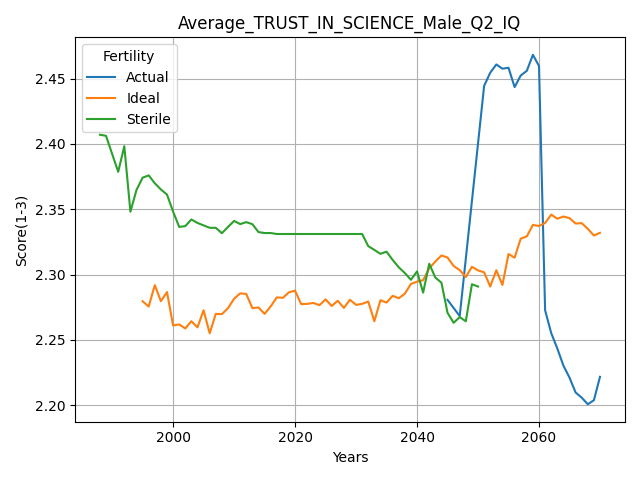 Average_TRUST_IN_SCIENCE_Male_Q2_IQ
Fertility
Actual
Ideal
Sterile
2.45
2.40
2.35
2.30
2.25
2.20
Score(1-3)
2000
2020
2040
2060
Years